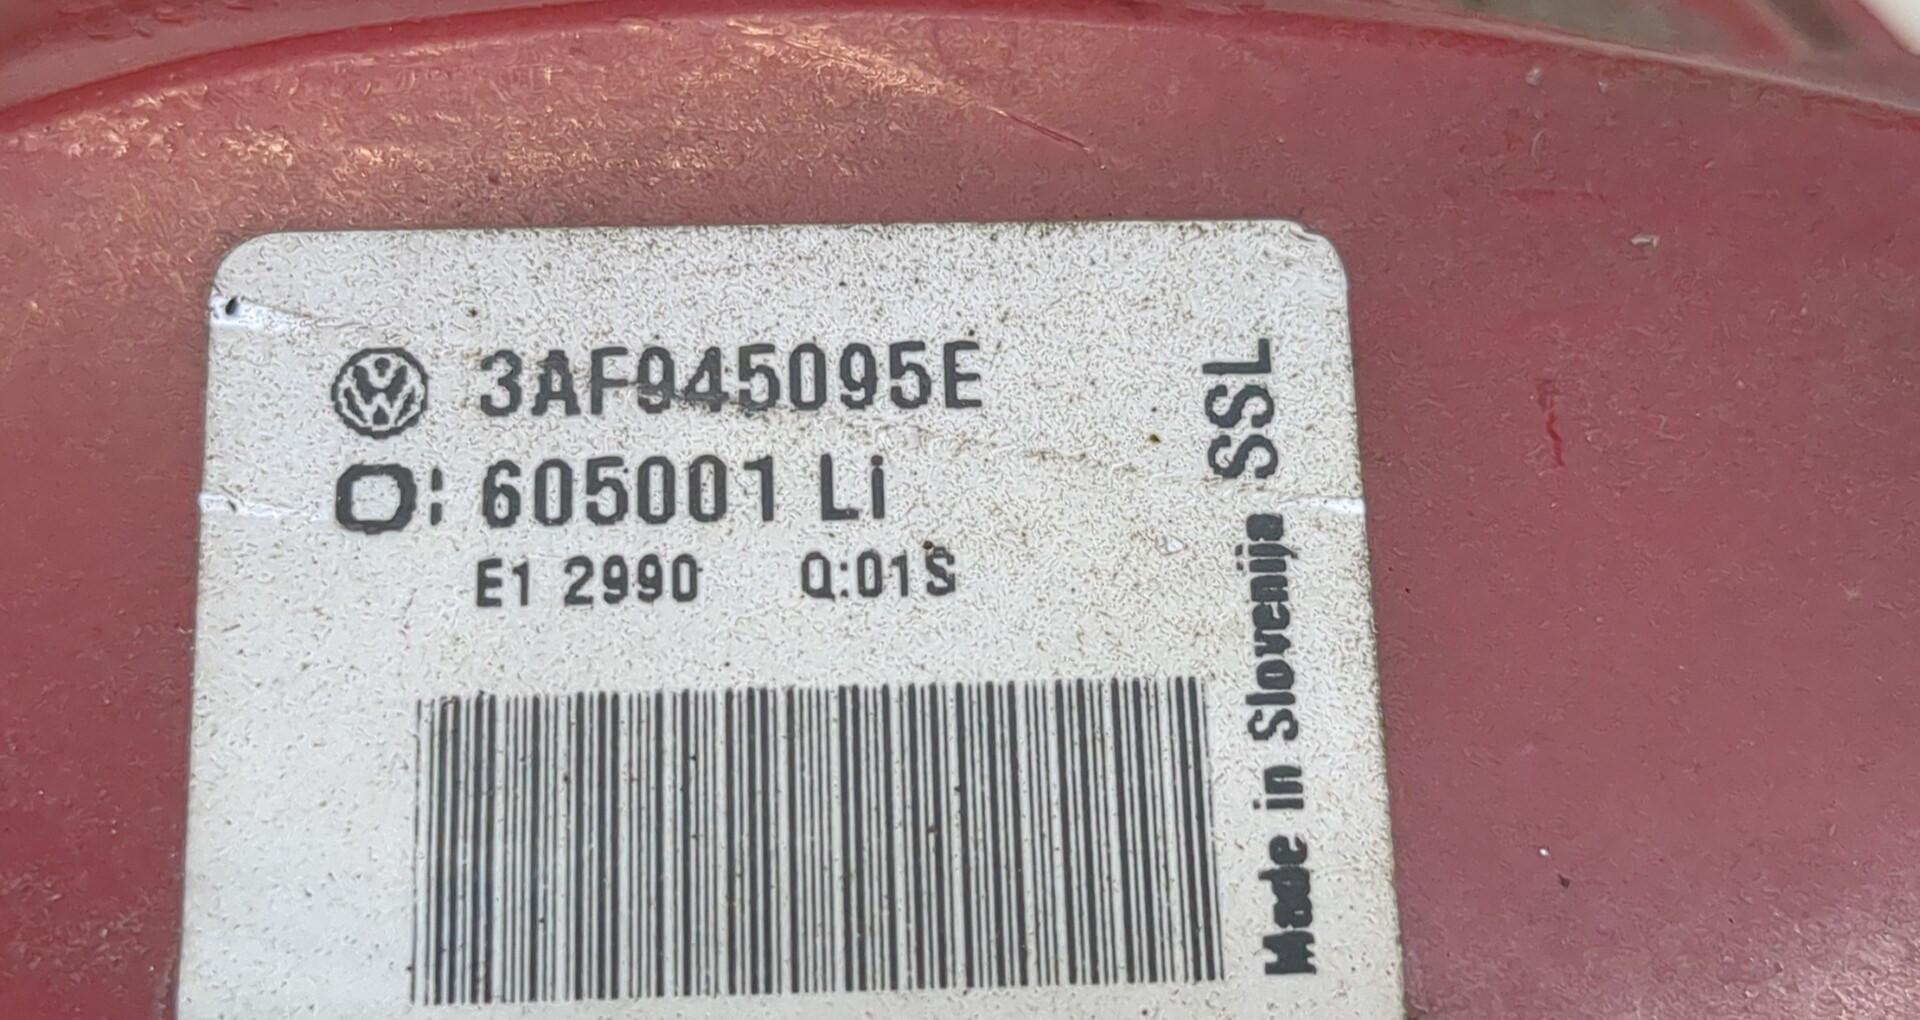 3AF945095E
O: 605001 Li
E1 2990 Q:01S
Made in Slovenija SSL